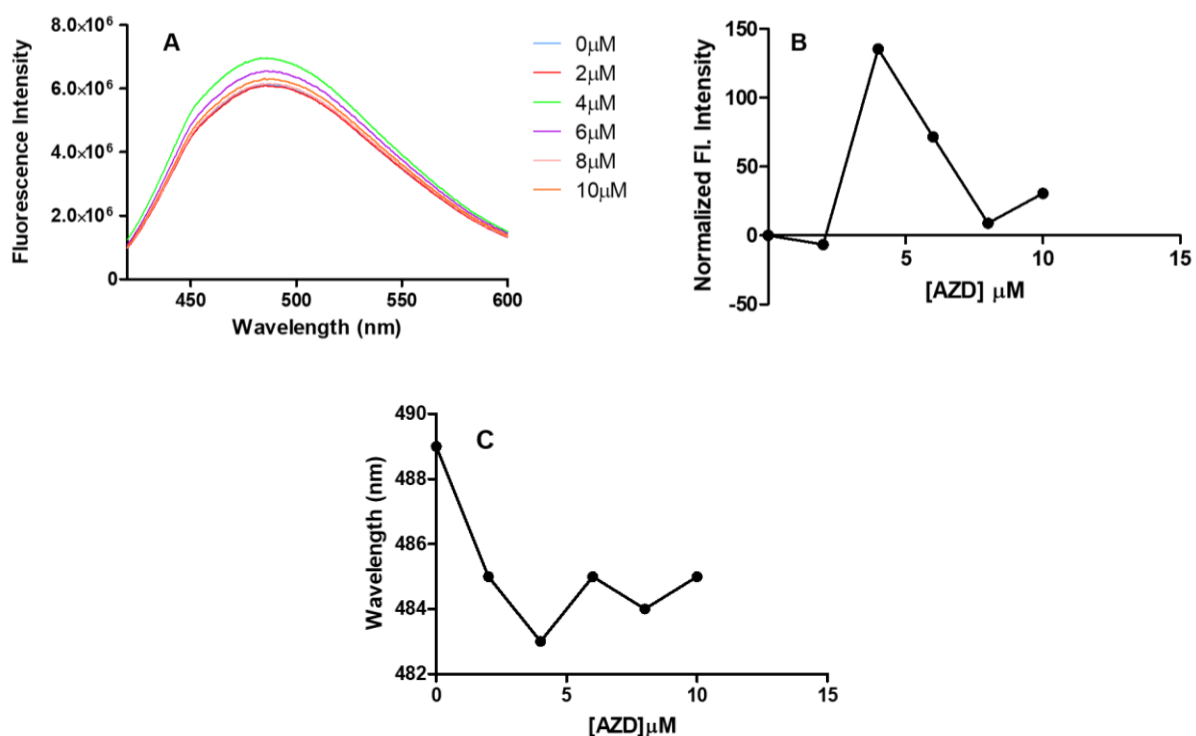 A
8.0×10⁶
6.0×10⁶
4.0×10⁶
2.0×10⁶
0
Fluorescence Intensity
450
500
550
600
Wavelength (nm)
0μM
2μM
4μM
6μM
8μM
10μM
B
150
100
50
0
-50
Normalized Fl. Intensity
5
10
15
[AZD] μM
C
490
488
486
484
482
Wavelength (nm)
0
5
10
15
[AZD]μM